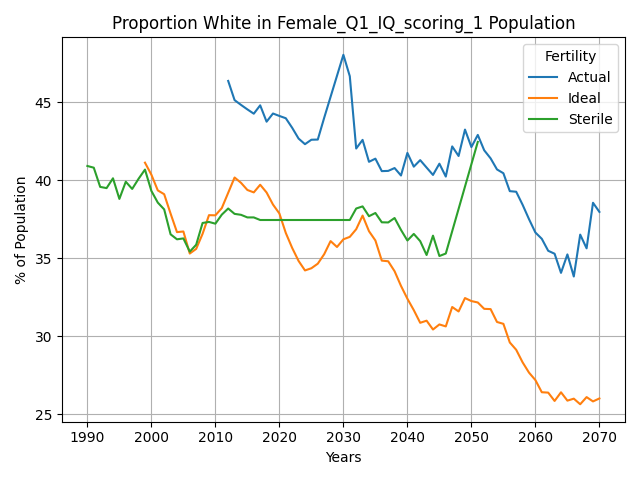 Proportion White in Female_Q1_IQ_scoring_1 Population
Fertility
Actual
Ideal
Sterile
% of Population
45
40
35
30
25
1990
2000
2010
2020
2030
2040
2050
2060
2070
Years